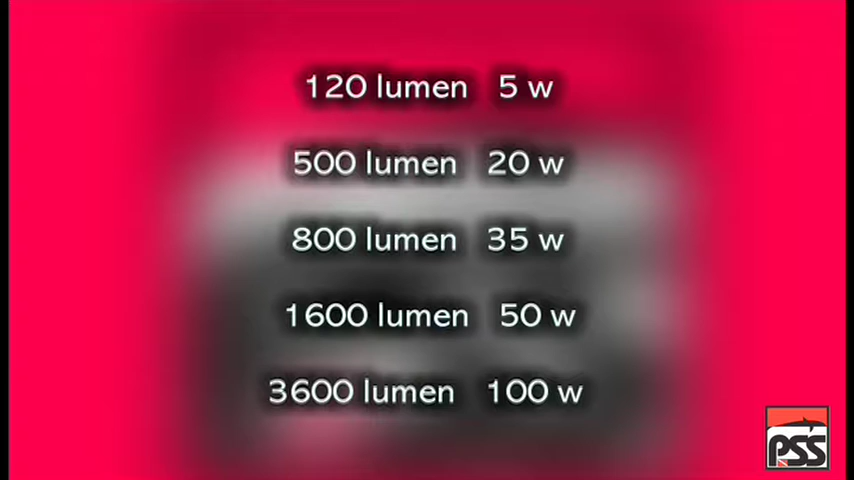 120 lumen 5 w
500 lumen 20 w
800 lumen 35 w
1600 lumen 50 w
3600 lumen 100 w
PSS